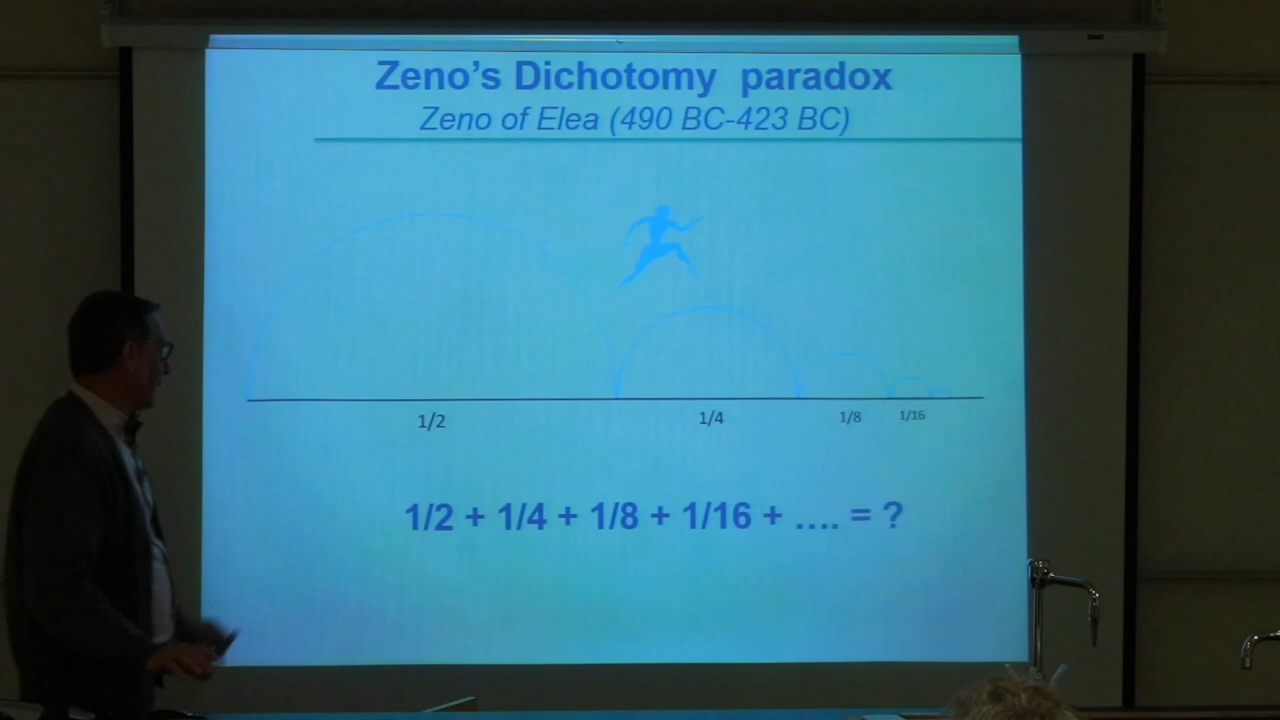 Zeno’s Dichotomy paradox
Zeno of Elea (490 BC-423 BC)
1/2 1/4 1/8 1/16
1/2 + 1/4 + 1/8 + 1/16 + .... = ?